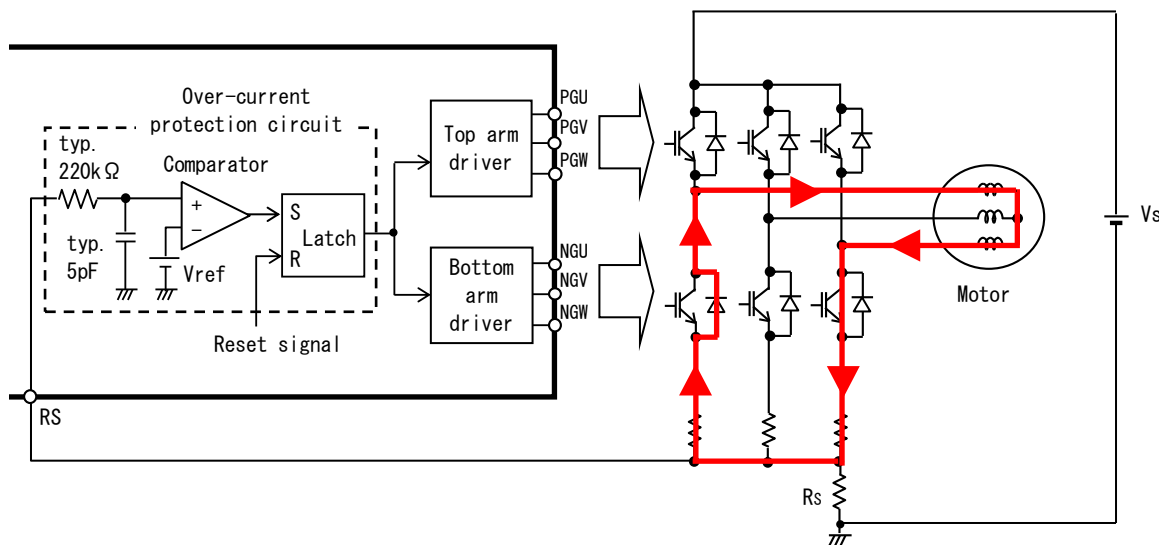 Over-current
protection circuit
typ.
220kΩ
Comparator
+
−
typ.
5pF
Vref
S
Latch
R
Reset signal
RS
Top arm
driver
Bottom
arm
driver
PGU
PGV
PGW
NGU
NGV
NGW
Motor
Vs
Rs